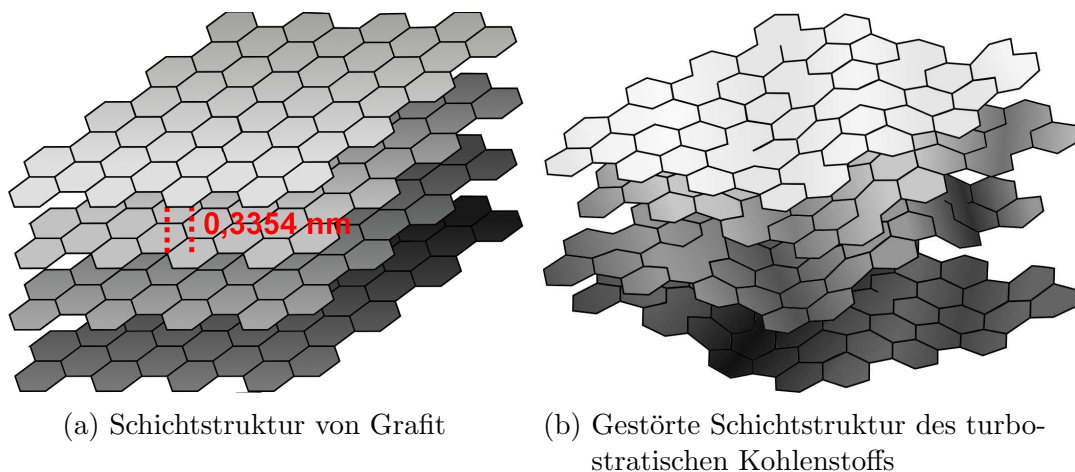 0,3354 nm
(a) Schichtstruktur von Grafit
(b) Gestörte Schichtstruktur des turbo-
stratischen Kohlenstoffs